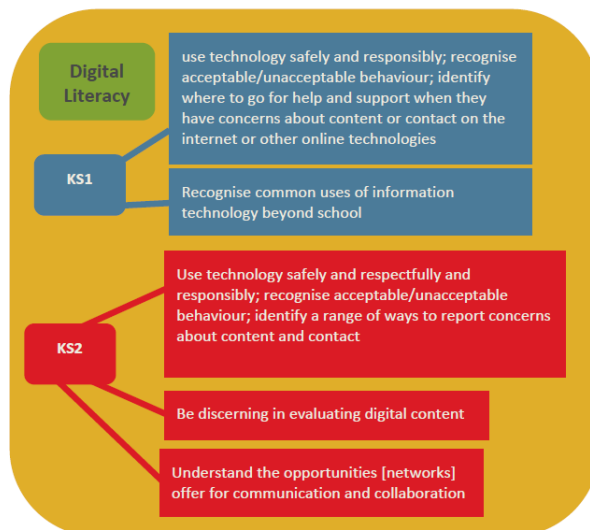 Digital
Literacy
use technology safely and responsibly; recognise
acceptable/unacceptable behaviour; identify
where to go for help and support when they
have concerns about content or contact on the
internet or other online technologies
KS1
Recognise common uses of information
technology beyond school
Use technology safely and respectfully and
responsibly; recognise acceptable/unacceptable
behaviour; identify a range of ways to report concerns
about content and contact
KS2
Be discerning in evaluating digital content
Understand the opportunities [networks]
offer for communication and collaboration